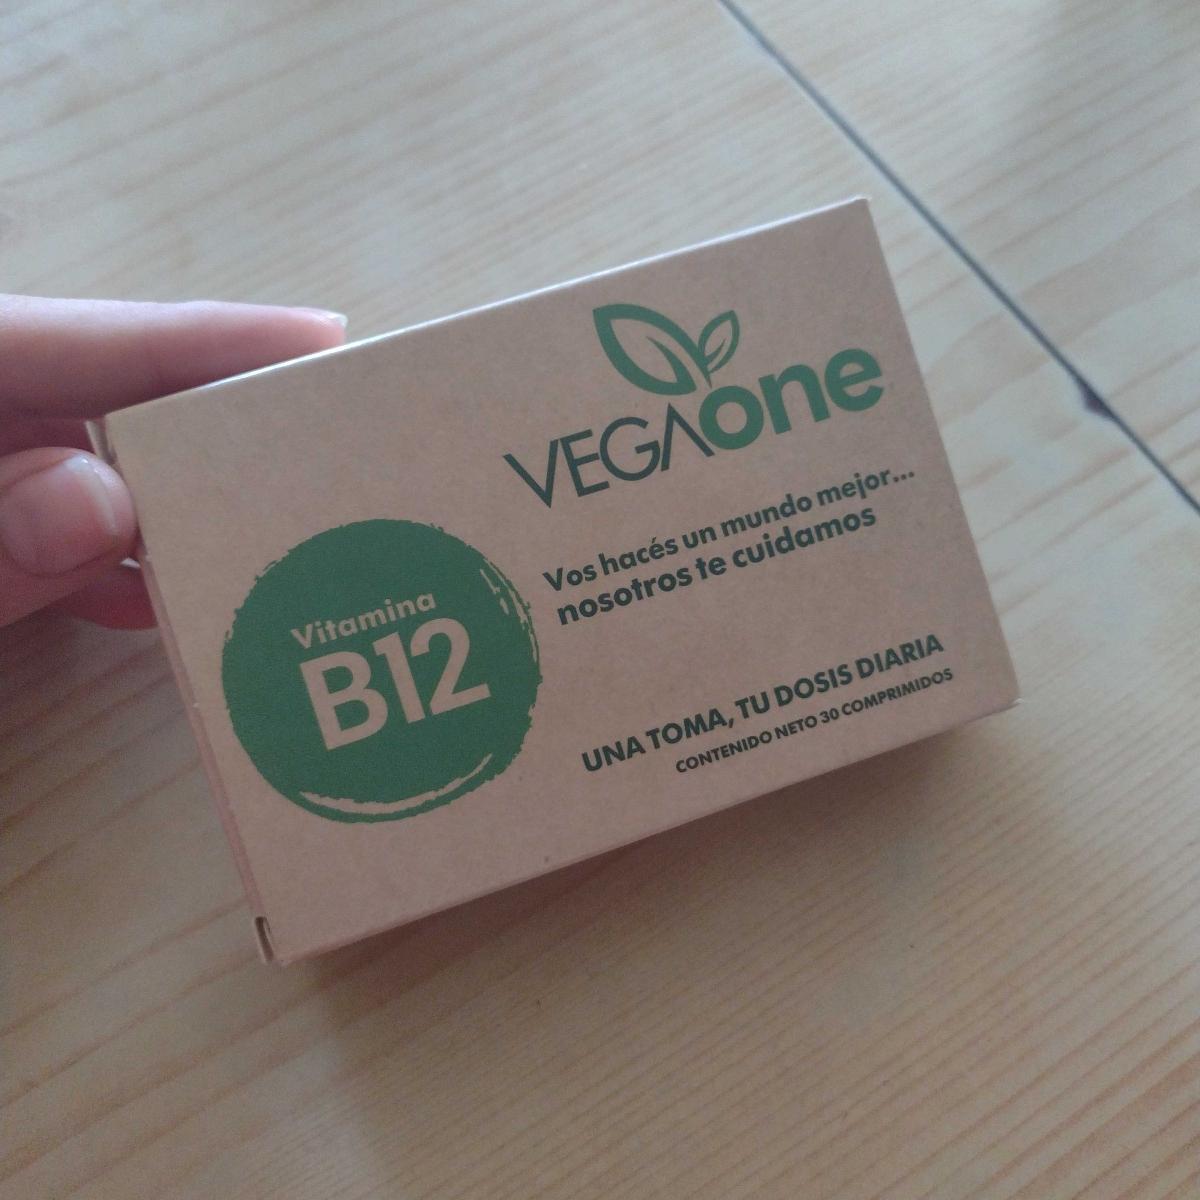 VEGAone
Vos hacés un mundo mejor...
nosotros te cuidamos
Vitamina
B12
UNA TOMA, TU DOSIS DIARIA
CONTENIDO NETO 30 COMPRIMIDOS